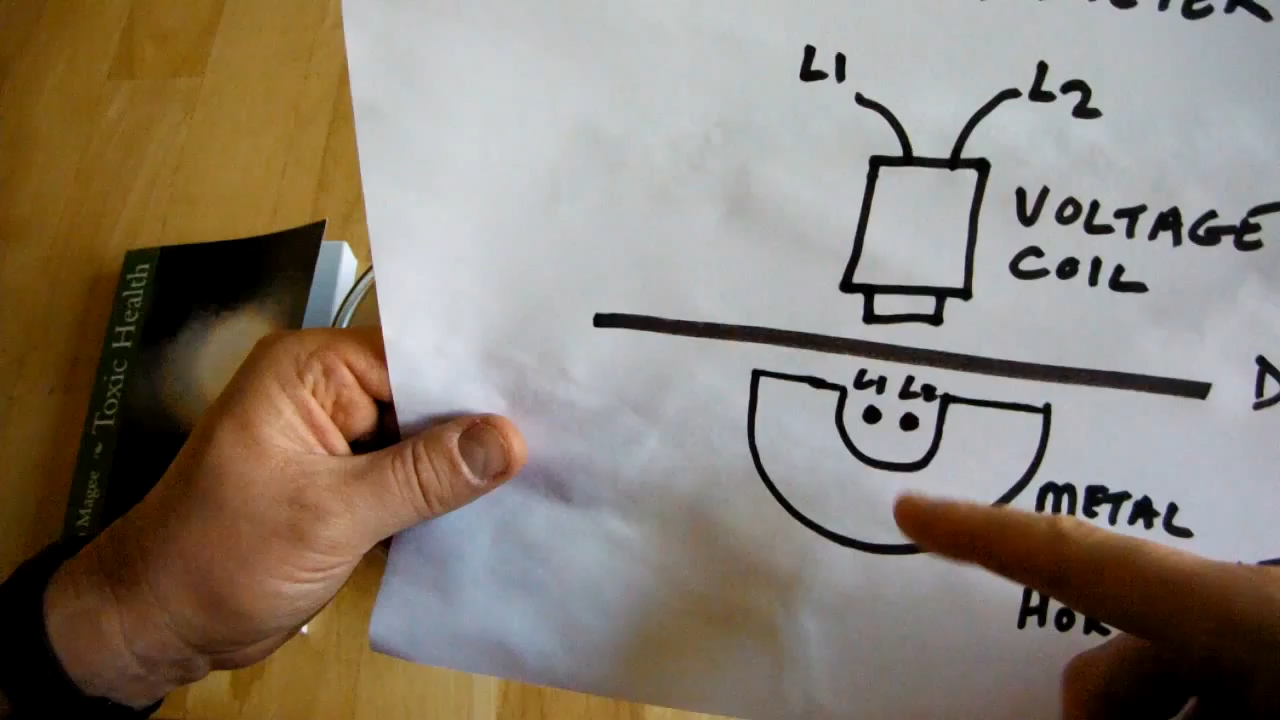 L1
L2
VOLTAGE
COIL
L1 L2
METAL
Magee ~ Toxic Health